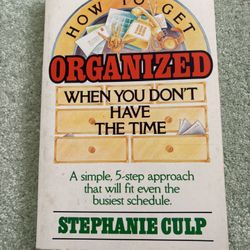 HOW TO GET
ORGANIZED
WHEN YOU DON'T
HAVE
THE TIME
A simple, 5-step approach
that will fit even the
busiest schedule.
STEPHANIE CULP